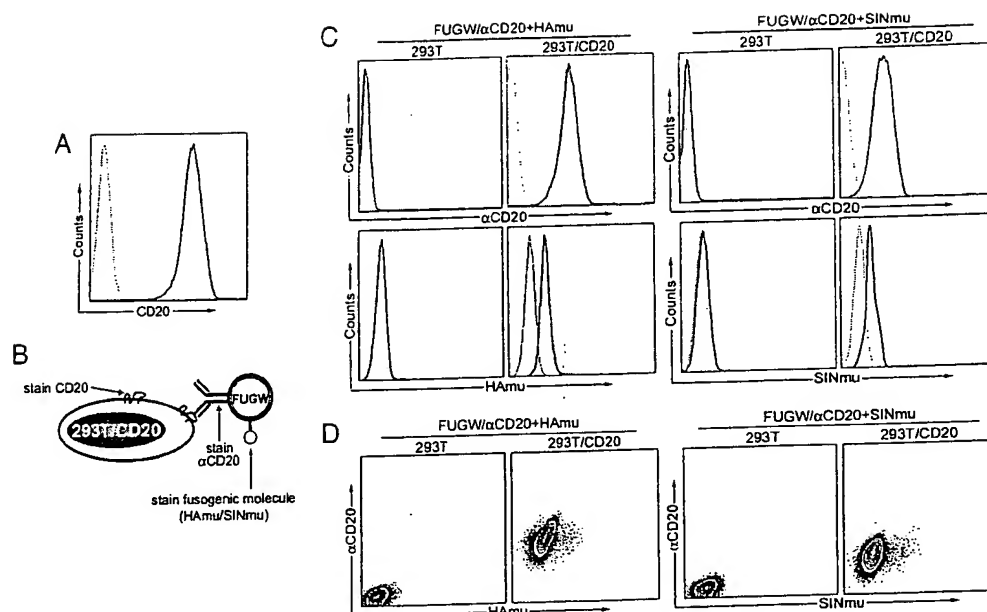 A
Counts
CD20
B
stain CD20
293T/CD20
FUGW
stain
αCD20
stain fusogenic molecule
(HAmu/SINmu)
C
FUGW/αCD20+HAmu
293T
293T/CD20
Counts
αCD20
Counts
HAmu
FUGW/αCD20+SINmu
293T
293T/CD20
Counts
αCD20
Counts
SINmu
D
FUGW/αCD20+HAmu
293T
293T/CD20
αCD20
HAmu
FUGW/αCD20+SINmu
293T
293T/CD20
αCD20
SINmu